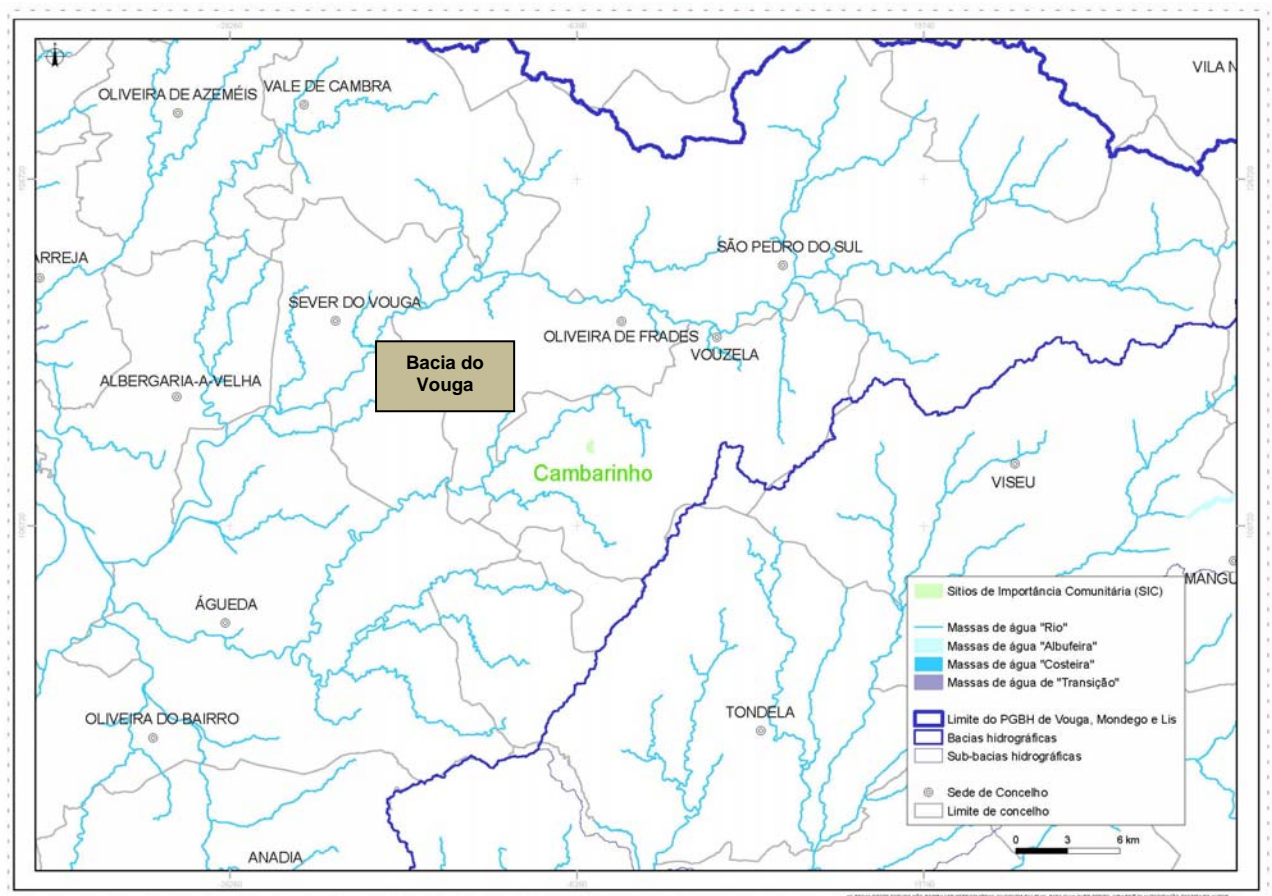 VILA N
OLIVEIRA DE AZEMÉIS
VALE DE CAMBRA
SÃO PEDRO DO SUL
ARREJA
SEVER DO VOUGA
OLIVEIRA DE FRADES
VOUZELA
Bacia do
Vouga
ALBERGARIA-A-VELHA
Cambarinho
VISEU
MANGU
ÁGUEDA
TONDELA
OLIVEIRA DO BAIRRO
ANADIA
Sítios de Importância Comunitária (SIC)
Massas de água "Rio"
Massas de água "Albufeira"
Massas de água "Costeira"
Massas de água de "Transição"
Limite do PGBH de Vouga, Mondego e Lis
Bacias hidrográficas
Sub-bacias hidrográficas
Sede de Concelho
Limite de concelho
0 3 6 km